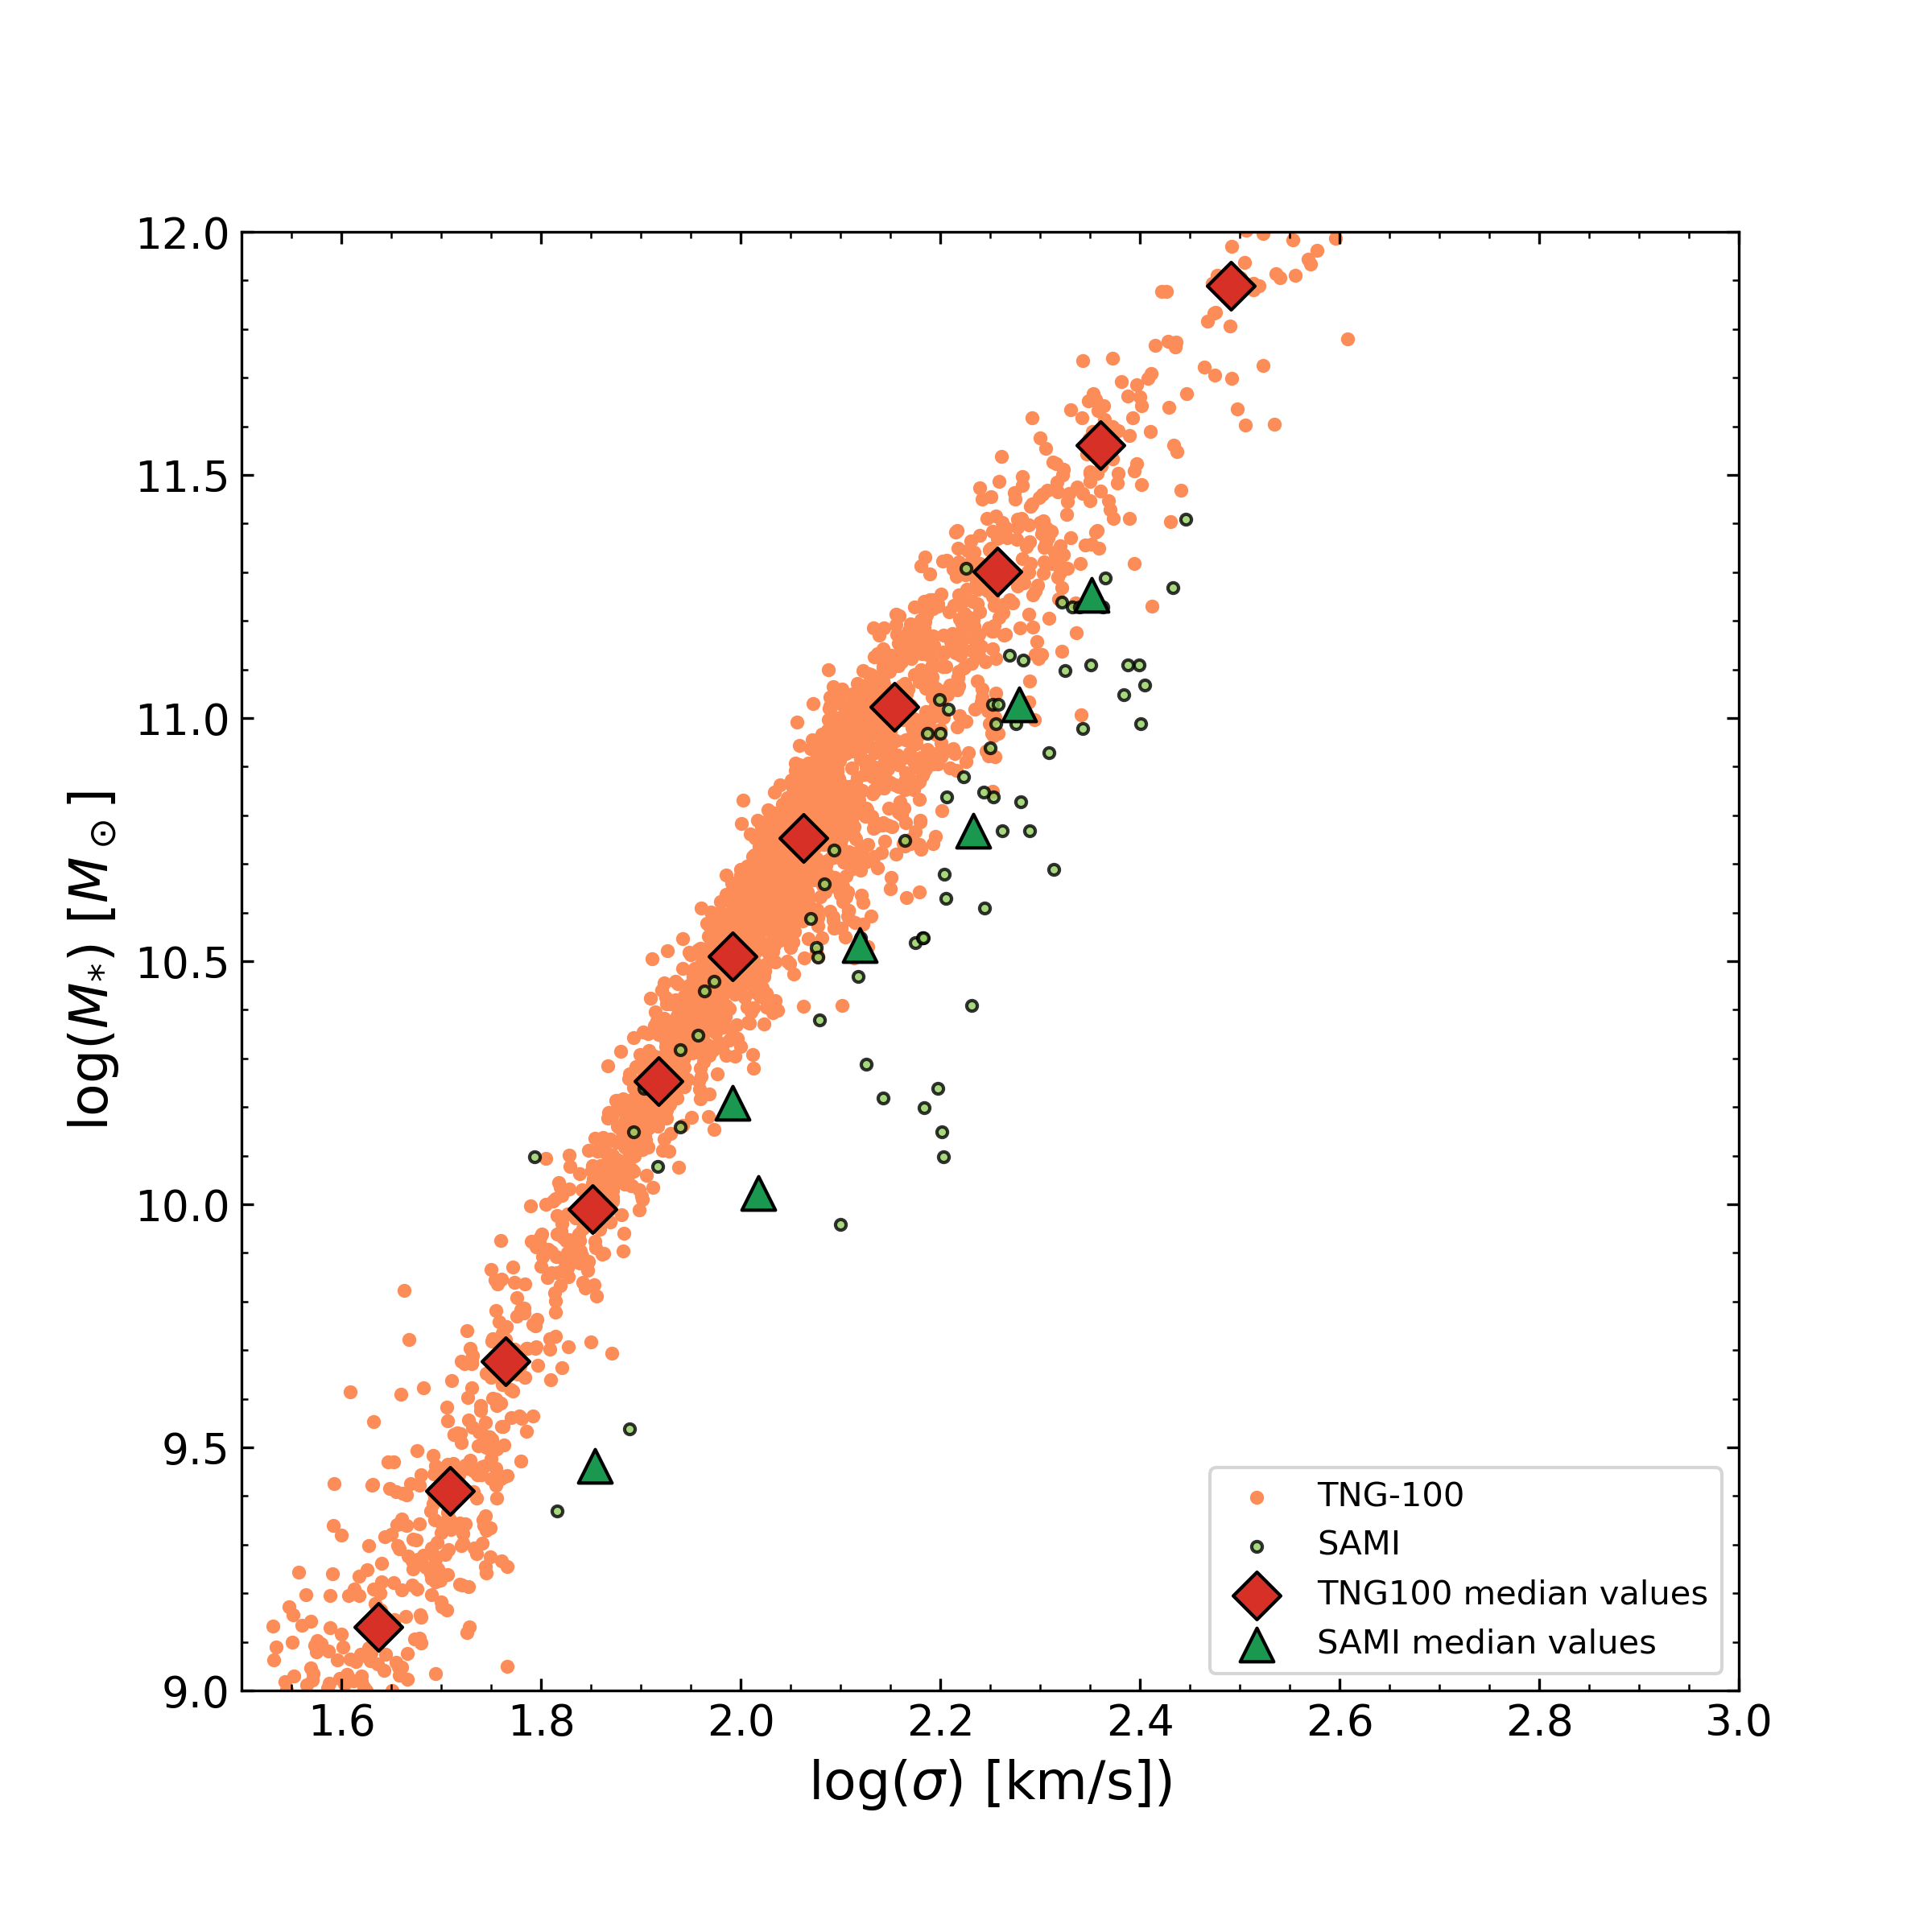 12.0
11.5
11.0
10.5
10.0
9.5
9.0
log(M*) [M⊙]
1.6 1.8 2.0 2.2 2.4 2.6 2.8 3.0
log(σ) [km/s])
TNG-100
SAMI
TNG100 median values
SAMI median values